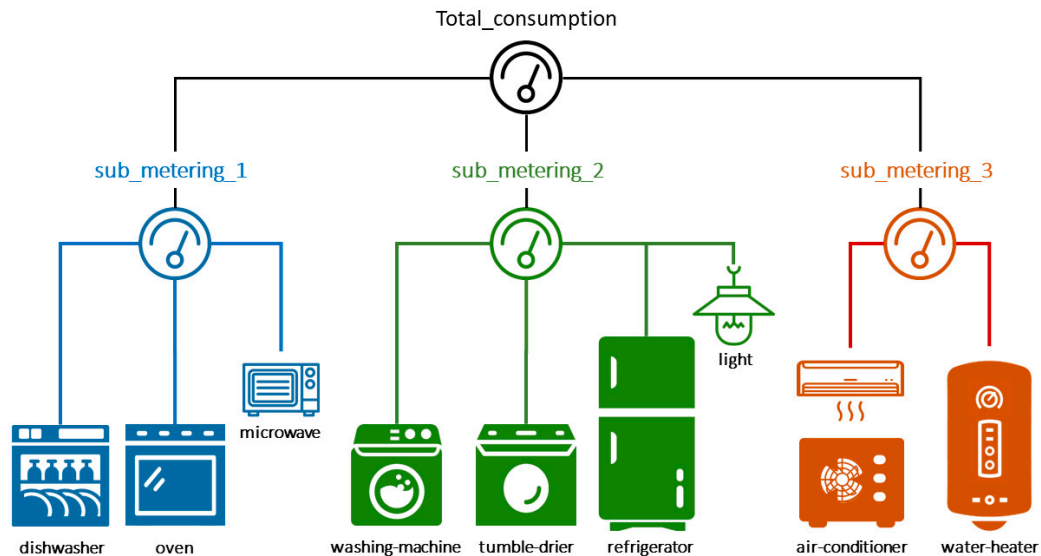 Total_consumption
sub_metering_1
sub_metering_2
sub_metering_3
light
microwave
dishwasher
oven
washing-machine
tumble-drier
refrigerator
air-conditioner
water-heater